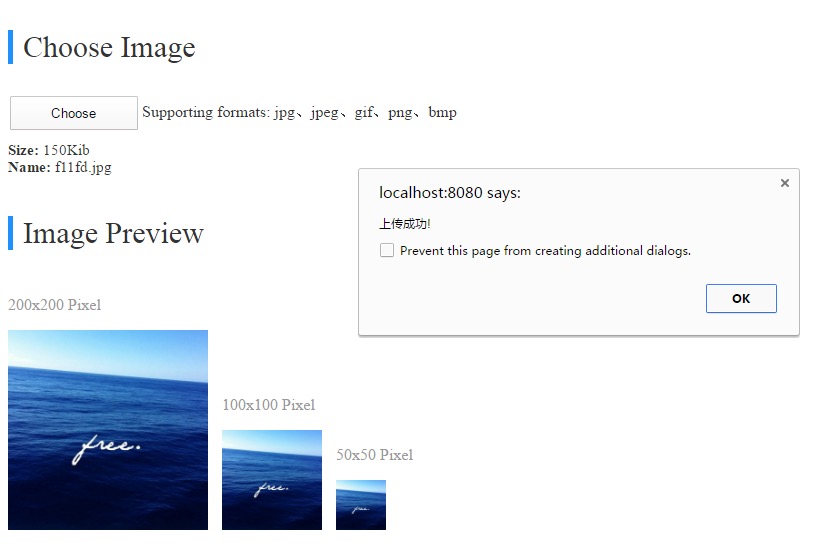 Choose Image
Choose
Supporting formats: jpg、jpeg、gif、png、bmp
Size: 150Kib
Name: f11fd.jpg
localhost:8080 says:
上传成功!
Prevent this page from creating additional dialogs.
OK
Image Preview
200x200 Pixel
free.
100x100 Pixel
free.
50x50 Pixel
free.